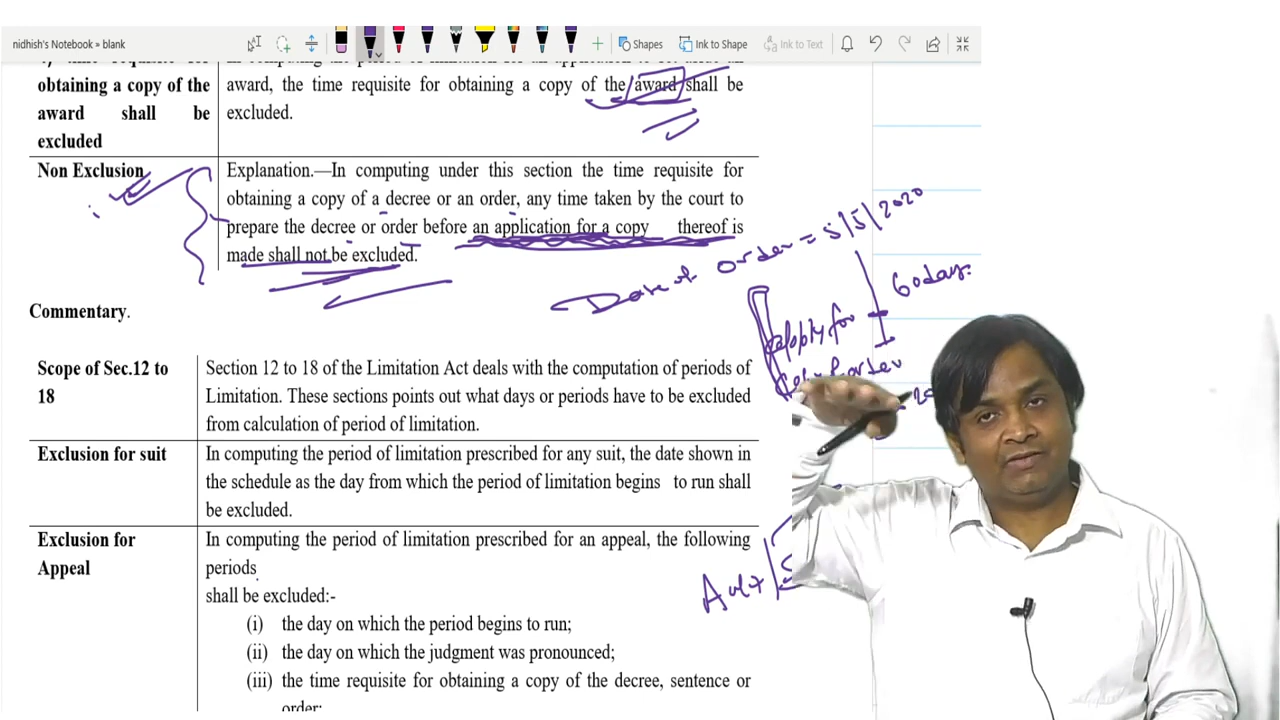 nidhish's Notebook » blank
Shapes
Ink to Shape
Ink to Text
obtaining a copy of the
award shall be
excluded
award, the time requisite for obtaining a copy of the award shall be
excluded.
Non Exclusion
Explanation.—In computing under this section the time requisite for
obtaining a copy of a decree or an order, any time taken by the court to
prepare the decree or order before an application for a copy thereof is
made shall not be excluded.
Date of order = 5/5/2020
60 days
apply for
order
Commentary.
Scope of Sec.12 to
18
Section 12 to 18 of the Limitation Act deals with the computation of periods of
Limitation. These sections points out what days or periods have to be excluded
from calculation of period of limitation.
Exclusion for suit
In computing the period of limitation prescribed for any suit, the date shown in
the schedule as the day from which the period of limitation begins to run shall
be excluded.
Exclusion for
Appeal
In computing the period of limitation prescribed for an appeal, the following
periods
shall be excluded:-
(i) the day on which the period begins to run;
(ii) the day on which the judgment was pronounced;
(iii) the time requisite for obtaining a copy of the decree, sentence or
order;